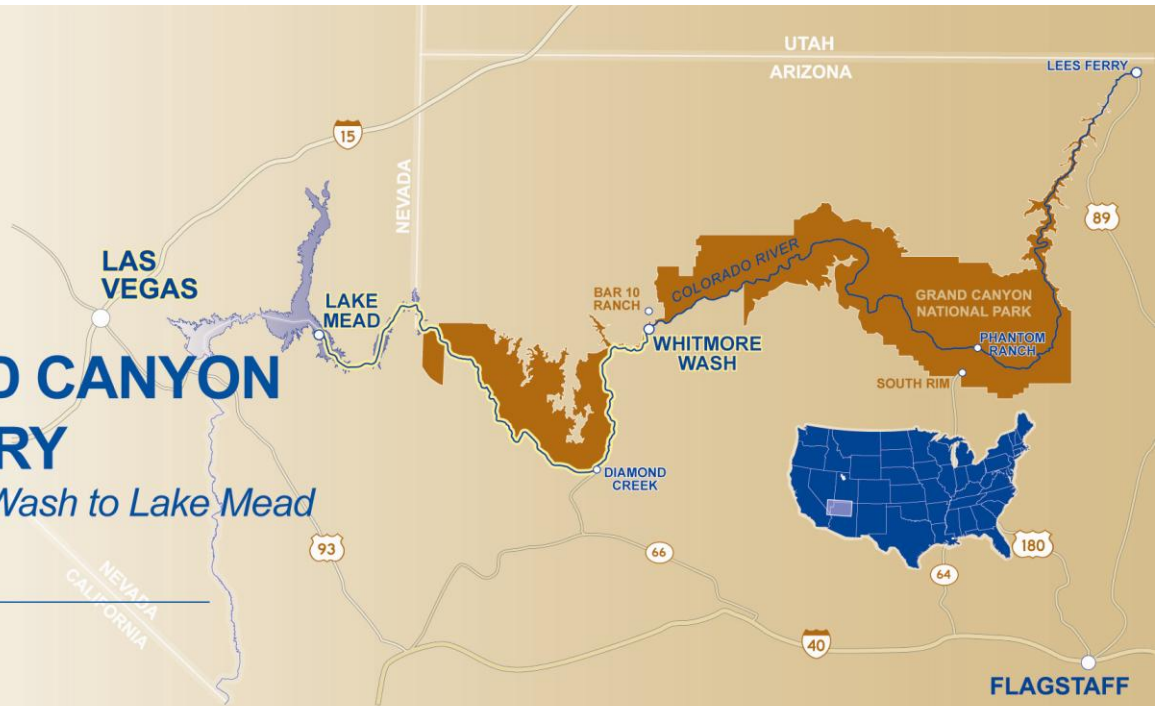 UTAH
ARIZONA
LEES FERRY
15
NEVADA
89
LAS
VEGAS
LAKE
MEAD
BAR 10
RANCH
COLORADO RIVER
GRAND CANYON
NATIONAL PARK
WHITMORE
WASH
PHANTOM
RANCH
SOUTH RIM
D CANYON
RY
Wash to Lake Mead
DIAMOND
CREEK
93
66
180
64
NEVADA
CALIFORNIA
40
FLAGSTAFF